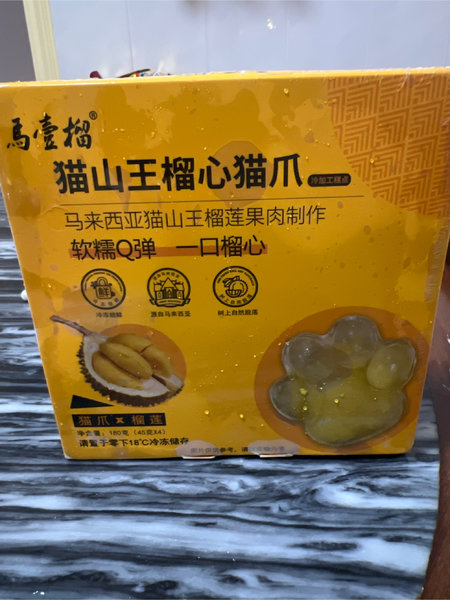 馬壹榴®
猫山王榴心猫爪
冷加工糕点
马来西亚猫山王榴莲果肉制作
软糯Q弹 一口榴心
鲜
冷冻锁鲜
源自马来西亚
树上自然脱落
猫爪 x 榴莲
净含量：180克（45克X4）
请置于零下18℃冷冻储存
图片仅供参考，请